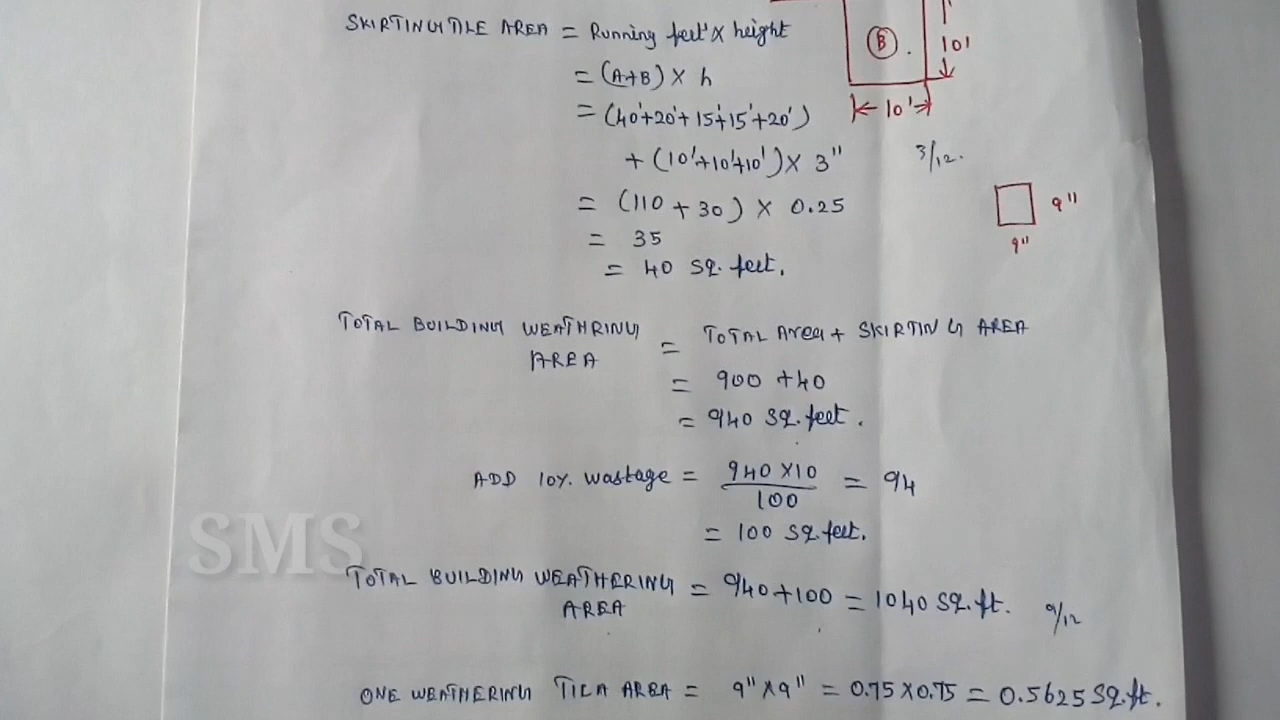 SKIRTING TILE AREA = Running feet x height
= (A+B) x h
= (40'+20'+15'+15'+20')
+ (10'+10'+10') x 3"
= (110 + 30) x 0.25
= 35
= 40 SQ. feet.
B
10'
10'
3/12.
9"
9"
TOTAL BUILDING WEATHRING AREA = TOTAL Area + SKIRTING AREA
= 900 + 40
= 940 SQ. feet.
ADD 10%. wastage = 940 x 10 / 100 = 94
= 100 SQ. feet.
SMS
TOTAL BUILDING WEATHERING AREA = 940 + 100 = 1040 SQ. ft. 9/12
ONE WEATHERING TILA AREA = 9" x 9" = 0.75 x 0.75 = 0.5625 SQ. ft.